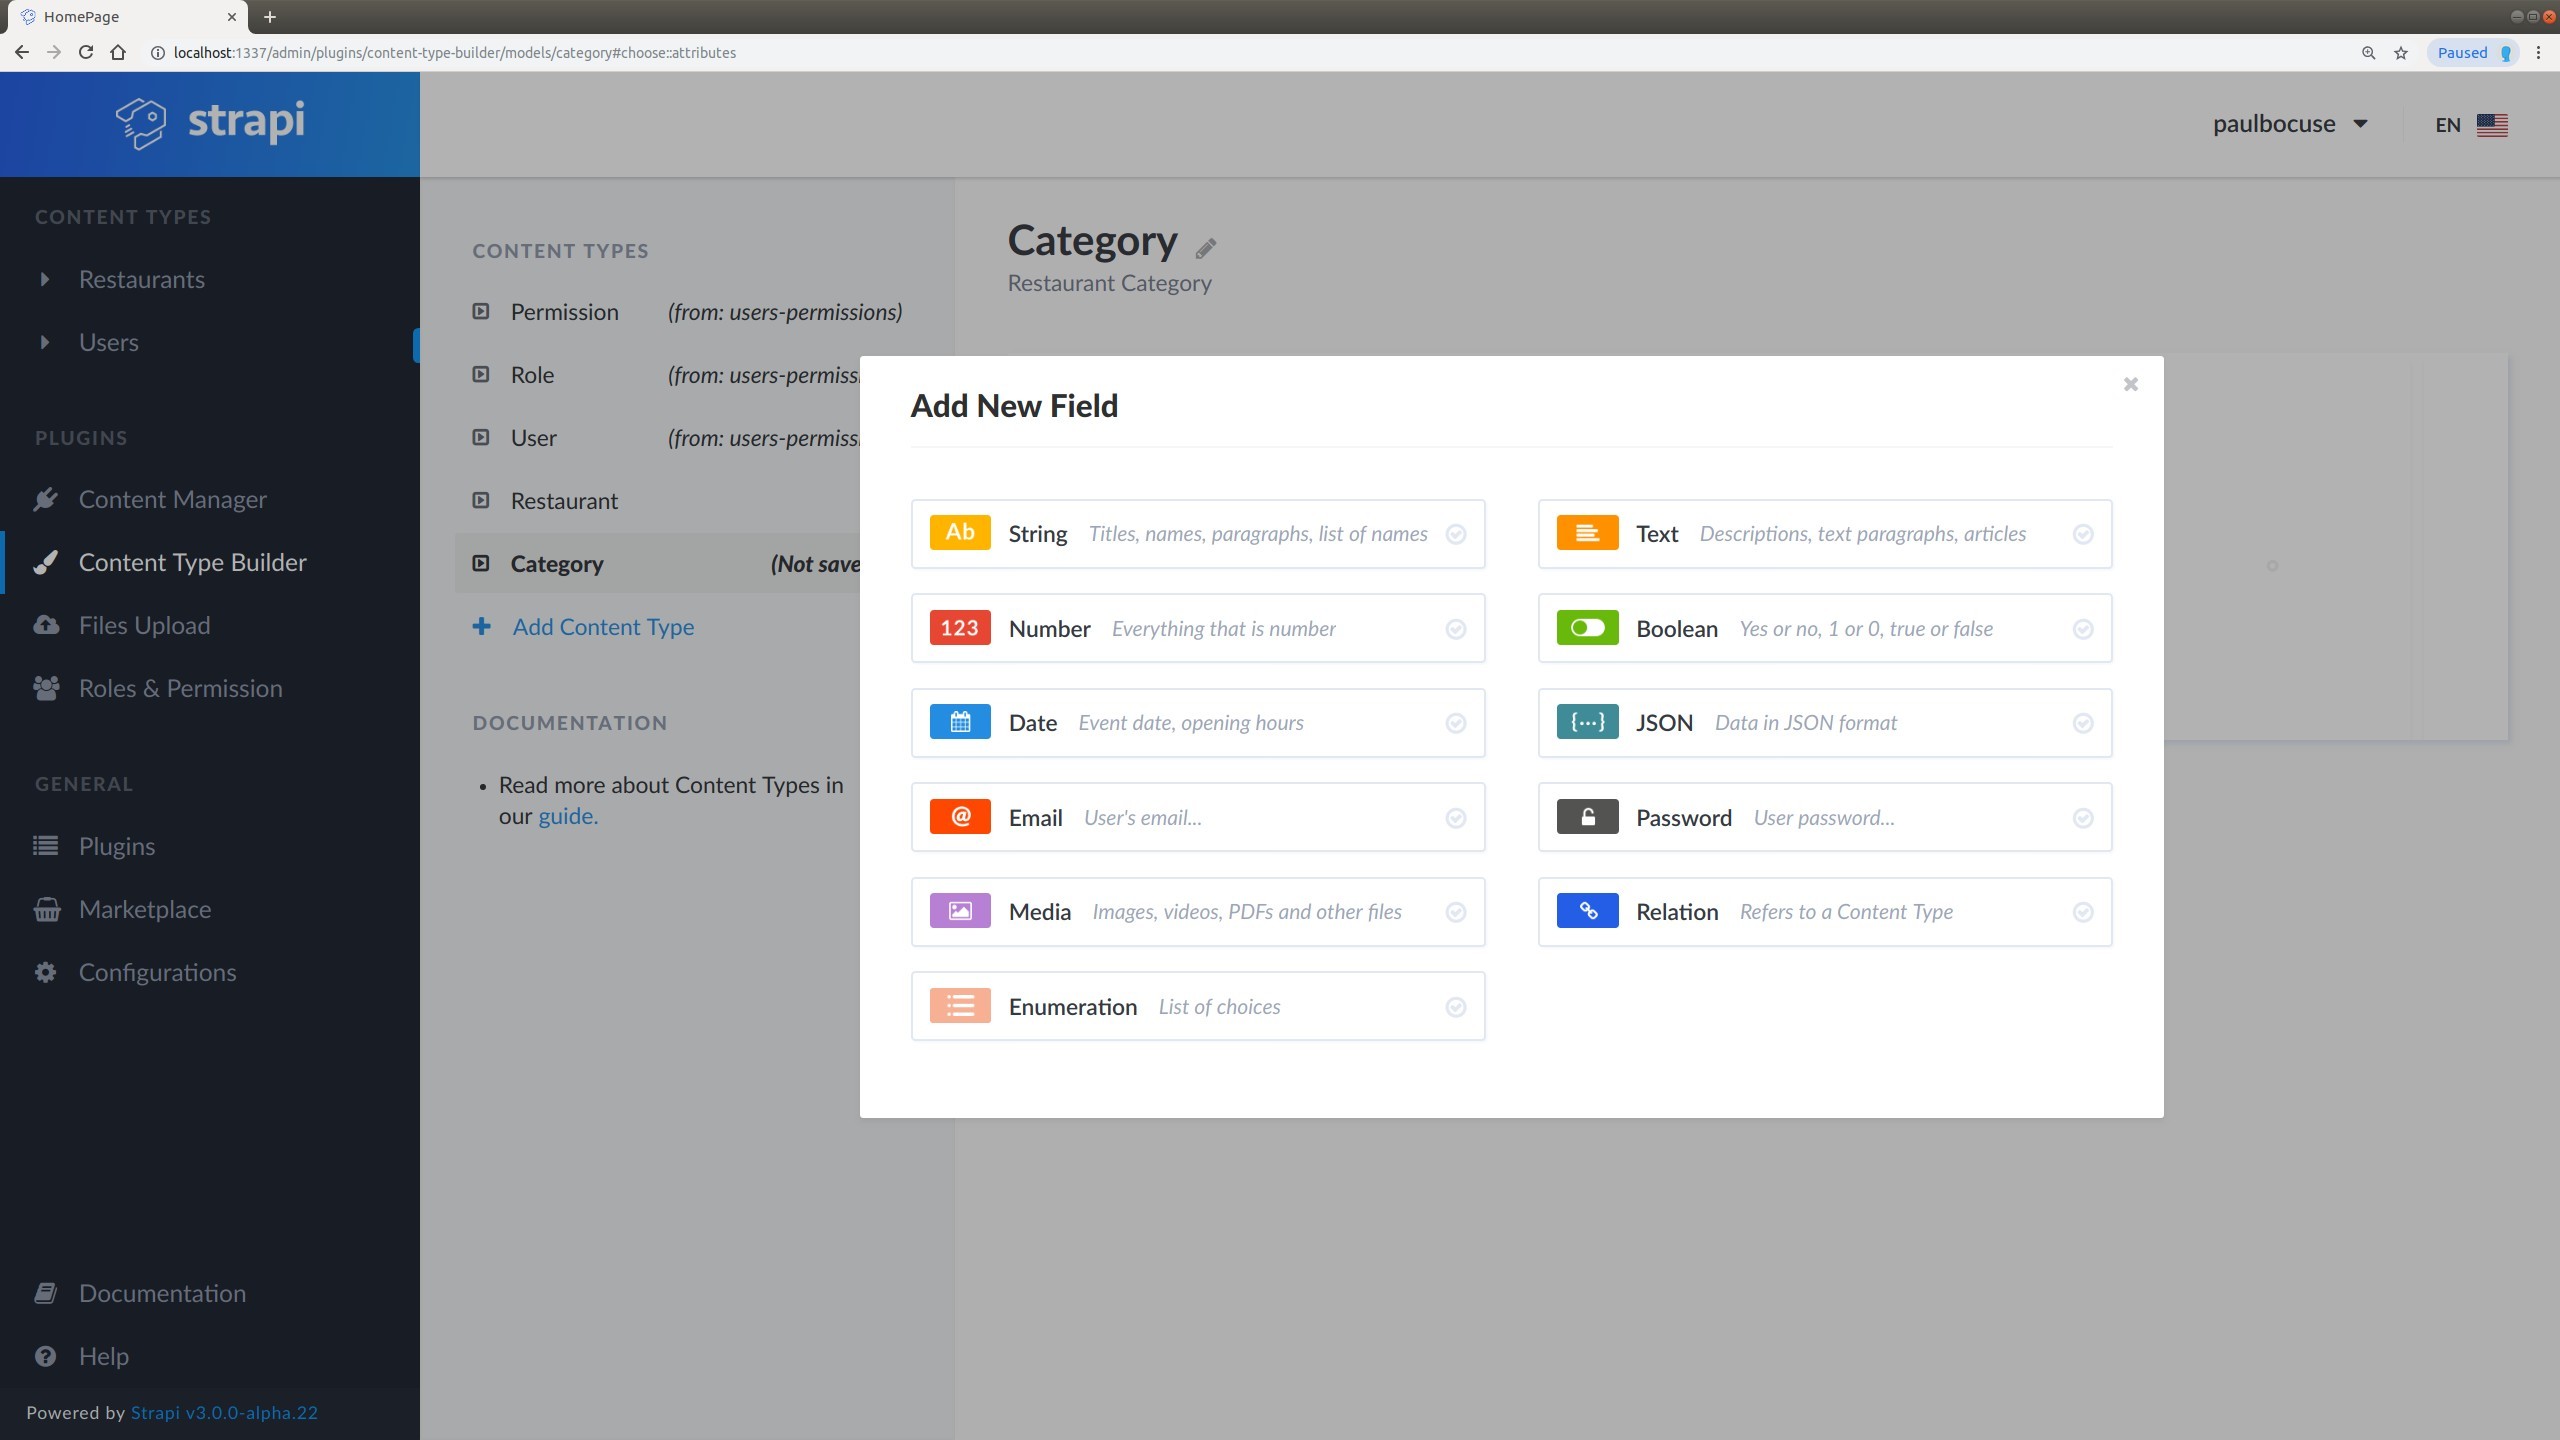 HomePage
localhost:1337/admin/plugins/content-type-builder/models/category#choose::attributes
Paused
strapi
paulbocuse
EN
CONTENT TYPES
Restaurants
Users
PLUGINS
Content Manager
Content Type Builder
Files Upload
Roles & Permission
GENERAL
Plugins
Marketplace
Configurations
Documentation
Help
Powered by Strapi v3.0.0-alpha.22
CONTENT TYPES
Permission (from: users-permissions)
Role (from: users-permiss
User (from: users-permiss
Restaurant
Category (Not save
Add Content Type
DOCUMENTATION
Read more about Content Types in
our guide.
Category
Restaurant Category
Add New Field
Ab String Titles, names, paragraphs, list of names
Text Descriptions, text paragraphs, articles
123 Number Everything that is number
Boolean Yes or no, 1 or 0, true or false
Date Event date, opening hours
{...} JSON Data in JSON format
@ Email User's email...
Password User password...
Media Images, videos, PDFs and other files
Relation Refers to a Content Type
Enumeration List of choices